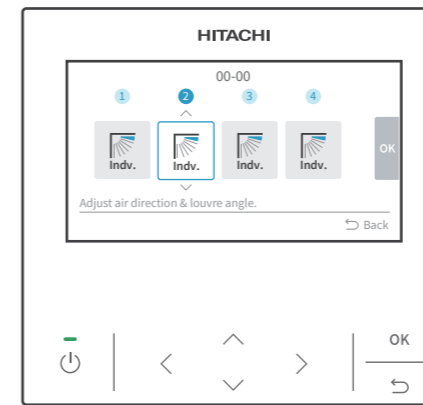 HITACHI
00-00
1 2 3 4
Indv. Indv. Indv. Indv.
OK
Adjust air direction & louvre angle.
Back
OK